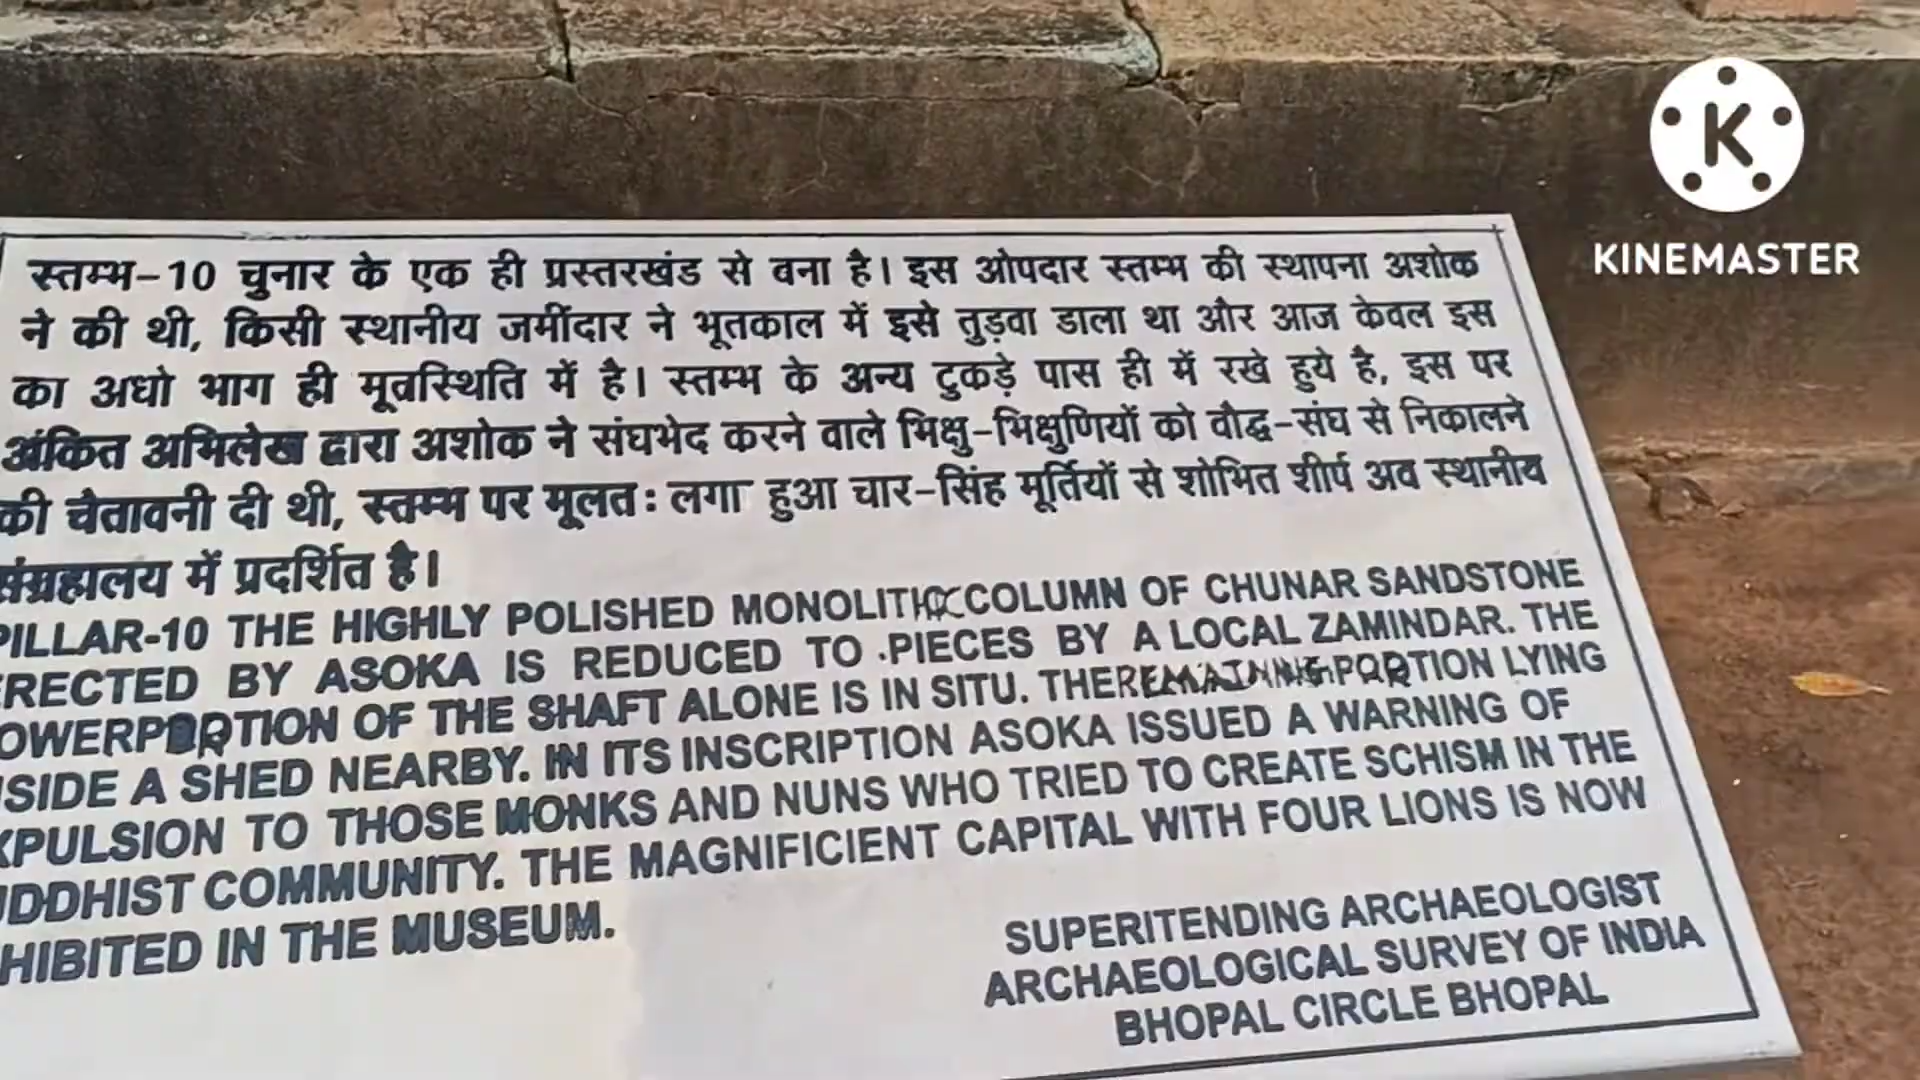 स्तम्भ-10 चुनार के एक ही प्रस्तरखंड से वना है। इस ओपदार स्तम्भ की स्थापना अशोक
ने की थी, किसी स्थानीय जमींदार ने भूतकाल में इसे तुड़वा डाला था और आज केवल इस
का अधो भाग ही मूवस्थिति में है। स्तम्भ के अन्य टुकड़े पास ही में रखे हुये है, इस पर
अंकित अभिलेख द्वारा अशोक ने संघभेद करने वाले भिक्षु-भिक्षुणियों को वौद्ध-संघ से निकालने
की चैतावनी दी थी, स्तम्भ पर मूलतः लगा हुआ चार-सिंह मूर्तियों से शोभित शीर्प अव स्थानीय
संग्रहालय में प्रदर्शित है।
PILLAR-10 THE HIGHLY POLISHED MONOLITHIC COLUMN OF CHUNAR SANDSTONE
ERECTED BY ASOKA IS REDUCED TO .PIECES BY A LOCAL ZAMINDAR. THE
OWERPORTION OF THE SHAFT ALONE IS IN SITU. THEREMAINING PORTION LYING
NSIDE A SHED NEARBY. IN ITS INSCRIPTION ASOKA ISSUED A WARNING OF
XPULSION TO THOSE MONKS AND NUNS WHO TRIED TO CREATE SCHISM IN THE
UDDHIST COMMUNITY. THE MAGNIFICIENT CAPITAL WITH FOUR LIONS IS NOW
HIBITED IN THE MUSEUM.
SUPERITENDING ARCHAEOLOGIST
ARCHAEOLOGICAL SURVEY OF INDIA
BHOPAL CIRCLE BHOPAL
K
KINEMASTER